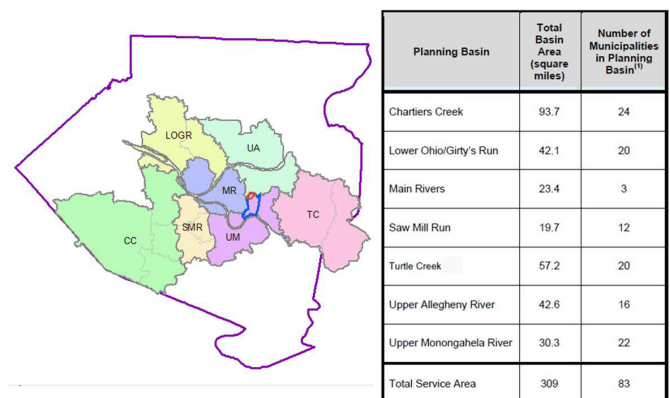 LOGR
UA
MR
TC
SMR
CC
UM
Planning Basin
Total
Basin
Area
(square
miles)
Number of
Municipalities
in Planning
Basin(1)
Chartiers Creek 93.7 24
Lower Ohio/Girty's Run 42.1 20
Main Rivers 23.4 3
Saw Mill Run 19.7 12
Turtle Creek 57.2 20
Upper Allegheny River 42.6 16
Upper Monongahela River 30.3 22
Total Service Area 309 83